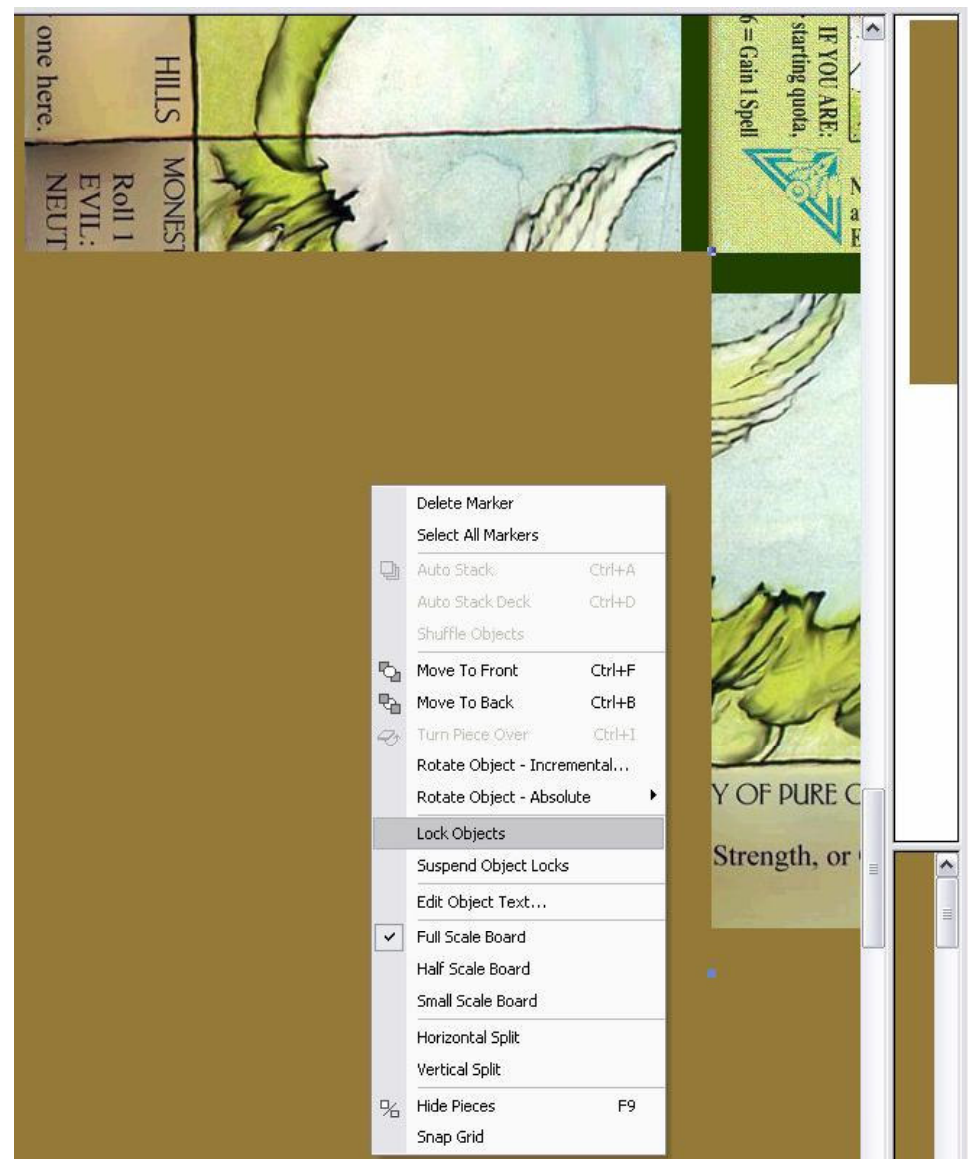 one here.
HILLS
MONEST
Roll 1
EVIL:
NEUT
IF YOU ARE:
starting quota,
6 = Gain 1 Spell
Delete Marker
Select All Markers
Auto Stack Ctrl+A
Auto Stack Deck Ctrl+D
Shuffle Objects
Move To Front Ctrl+F
Move To Back Ctrl+B
Turn Piece Over Ctrl+I
Rotate Object - Incremental...
Rotate Object - Absolute
Lock Objects
Suspend Object Locks
Edit Object Text...
Full Scale Board
Half Scale Board
Small Scale Board
Horizontal Split
Vertical Split
Hide Pieces F9
Snap Grid
Y OF PURE
Strength, or